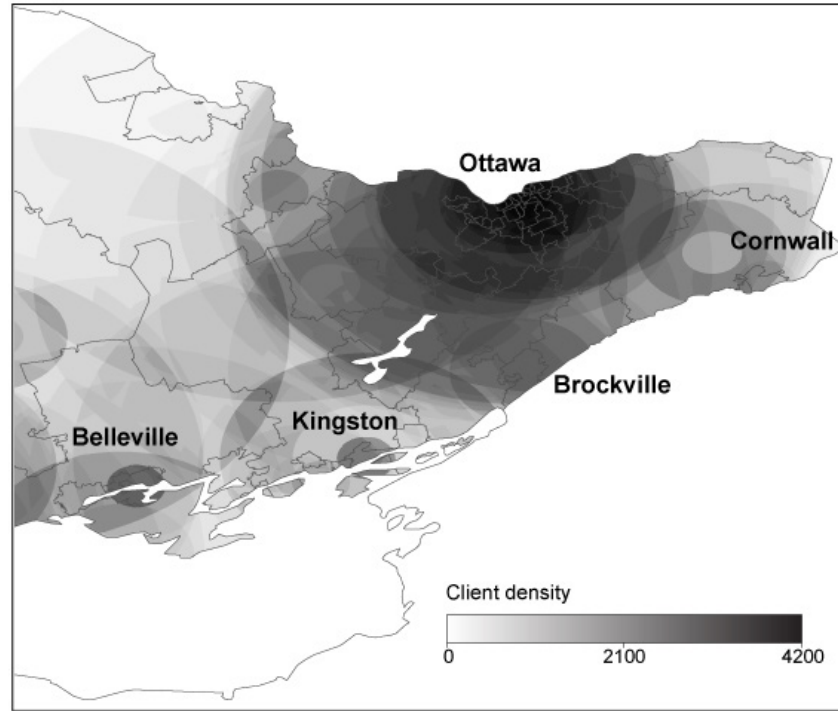 Ottawa
Cornwall
Brockville
Kingston
Belleville
Client density
0 2100 4200